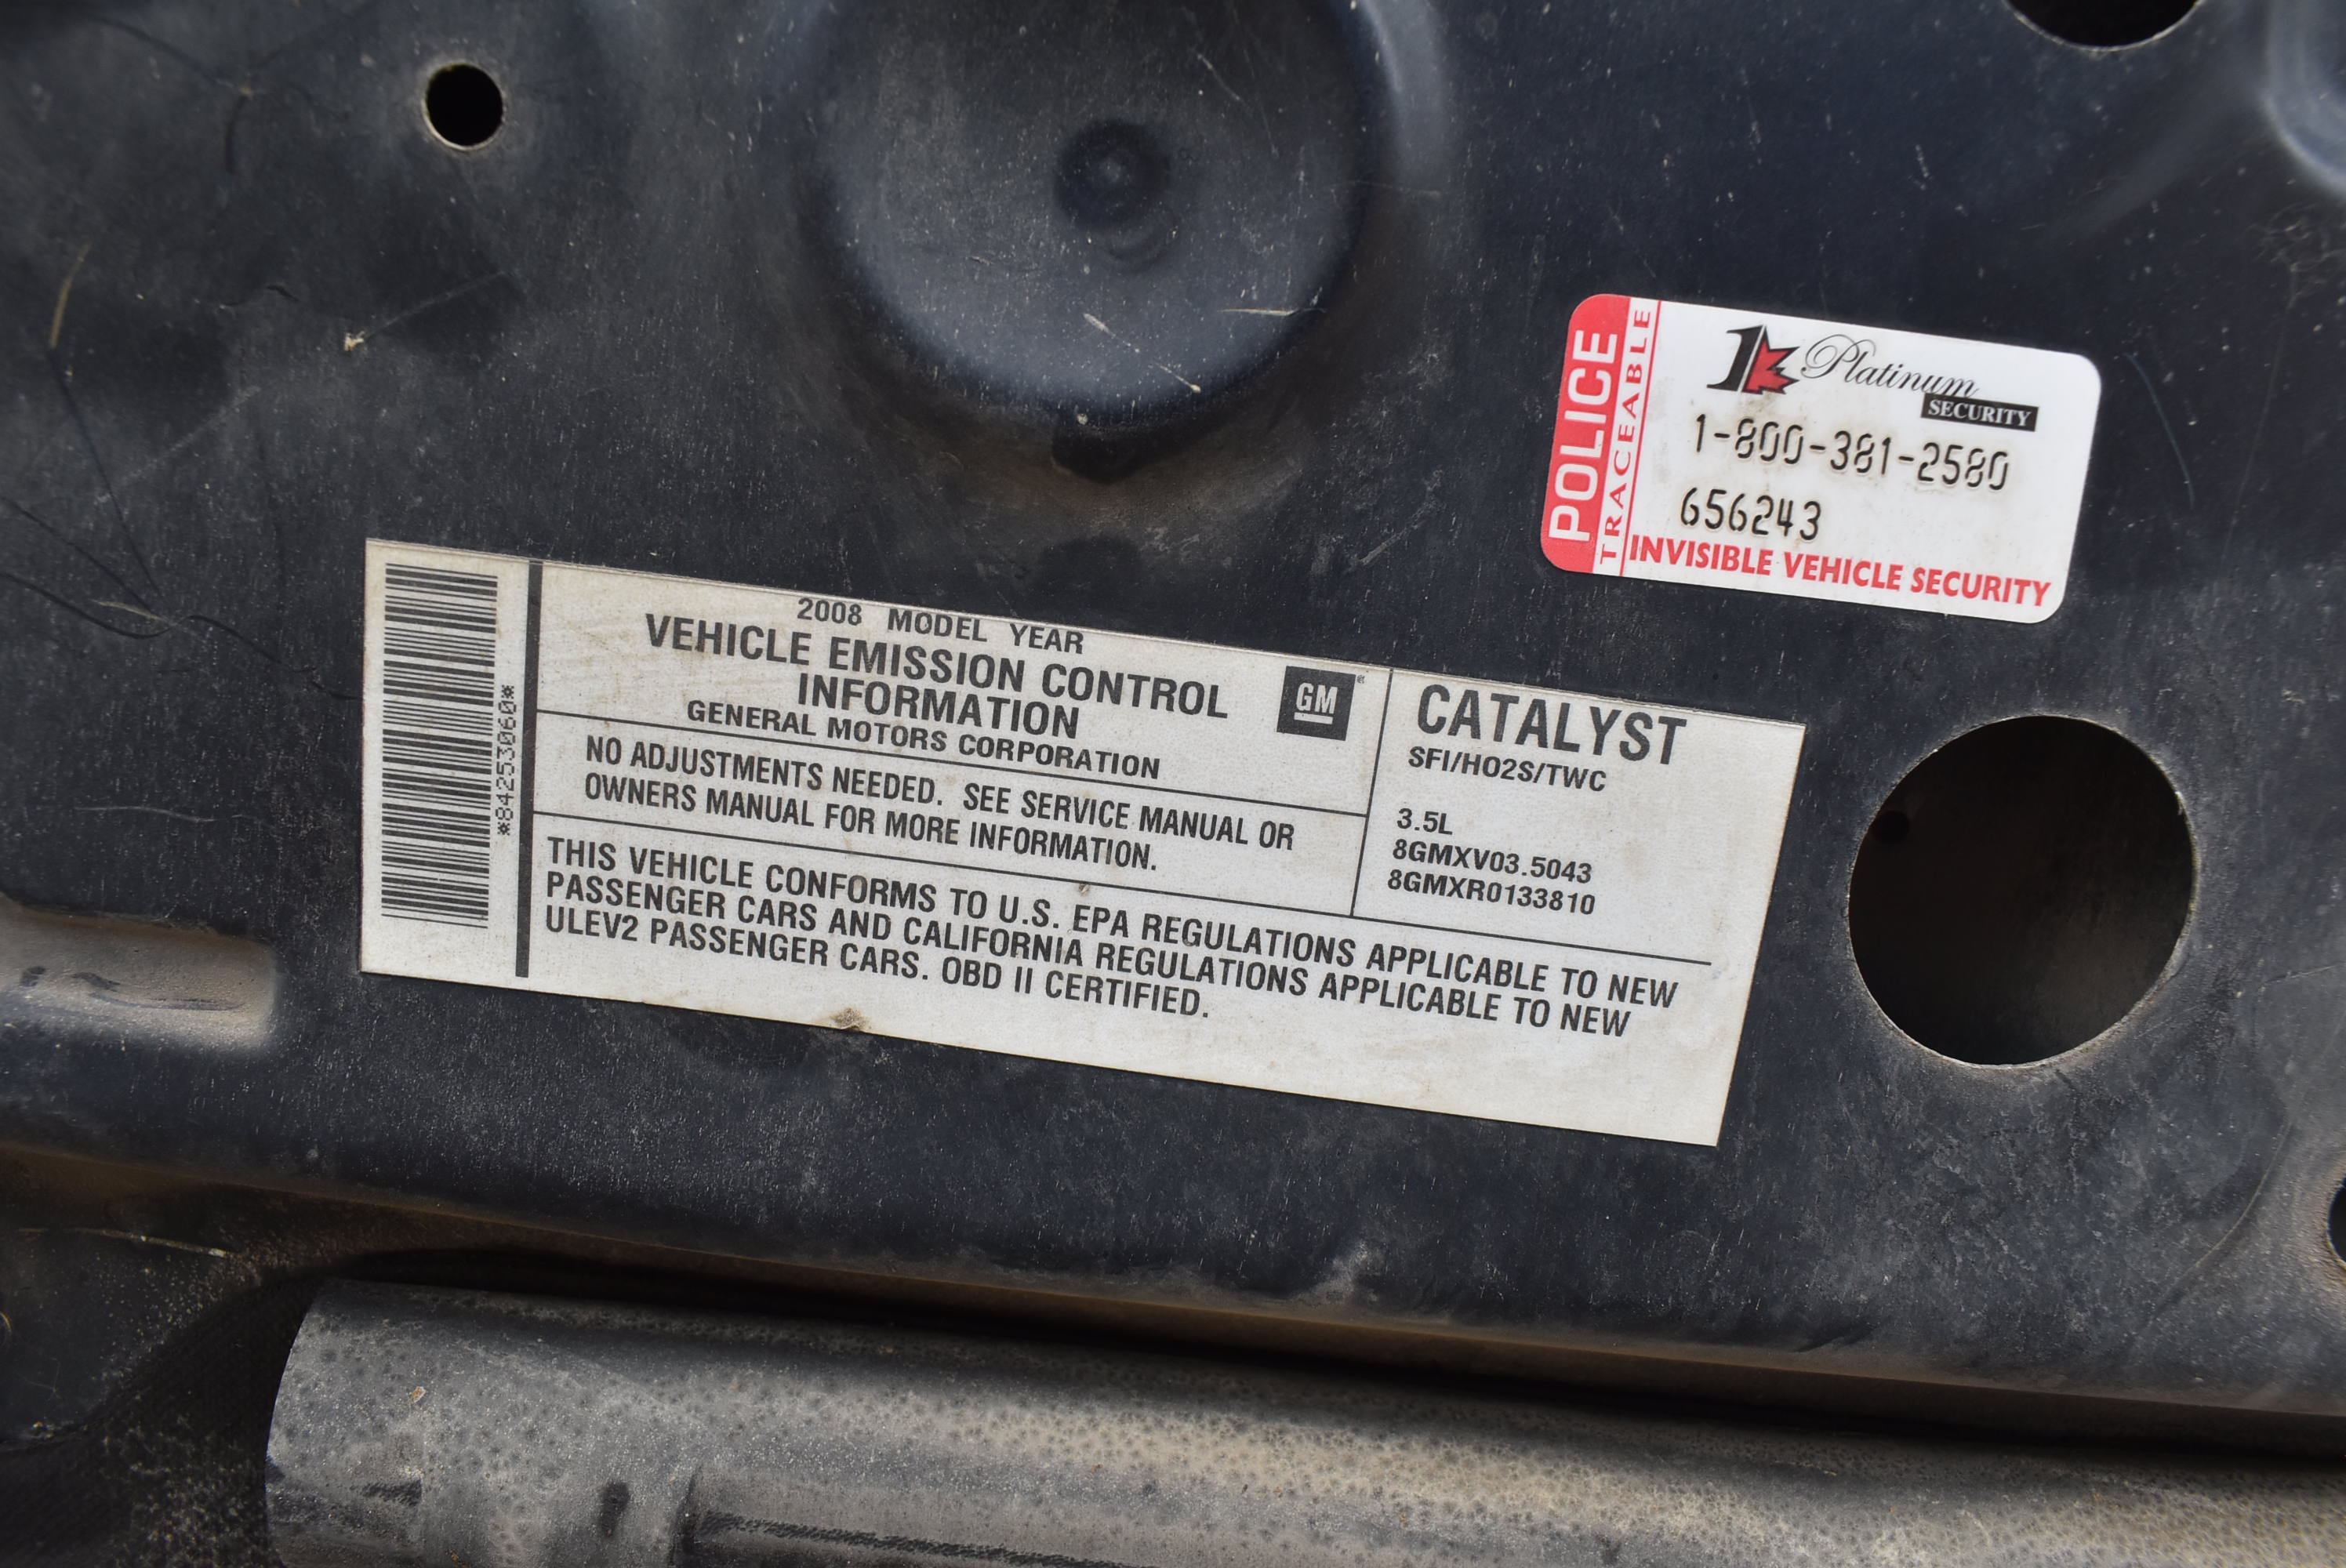 POLICE
TRACEABLE
1 Platinum
SECURITY
1-800-381-2580
656243
INVISIBLE VEHICLE SECURITY
*84253060*
2008 MODEL YEAR
VEHICLE EMISSION CONTROL
INFORMATION
GENERAL MOTORS CORPORATION
GM
NO ADJUSTMENTS NEEDED. SEE SERVICE MANUAL OR
OWNERS MANUAL FOR MORE INFORMATION.
CATALYST
SFI/HO2S/TWC
3.5L
8GMXV03.5043
8GMXR0133810
THIS VEHICLE CONFORMS TO U.S. EPA REGULATIONS APPLICABLE TO NEW
PASSENGER CARS AND CALIFORNIA REGULATIONS APPLICABLE TO NEW
ULEV2 PASSENGER CARS. OBD II CERTIFIED.